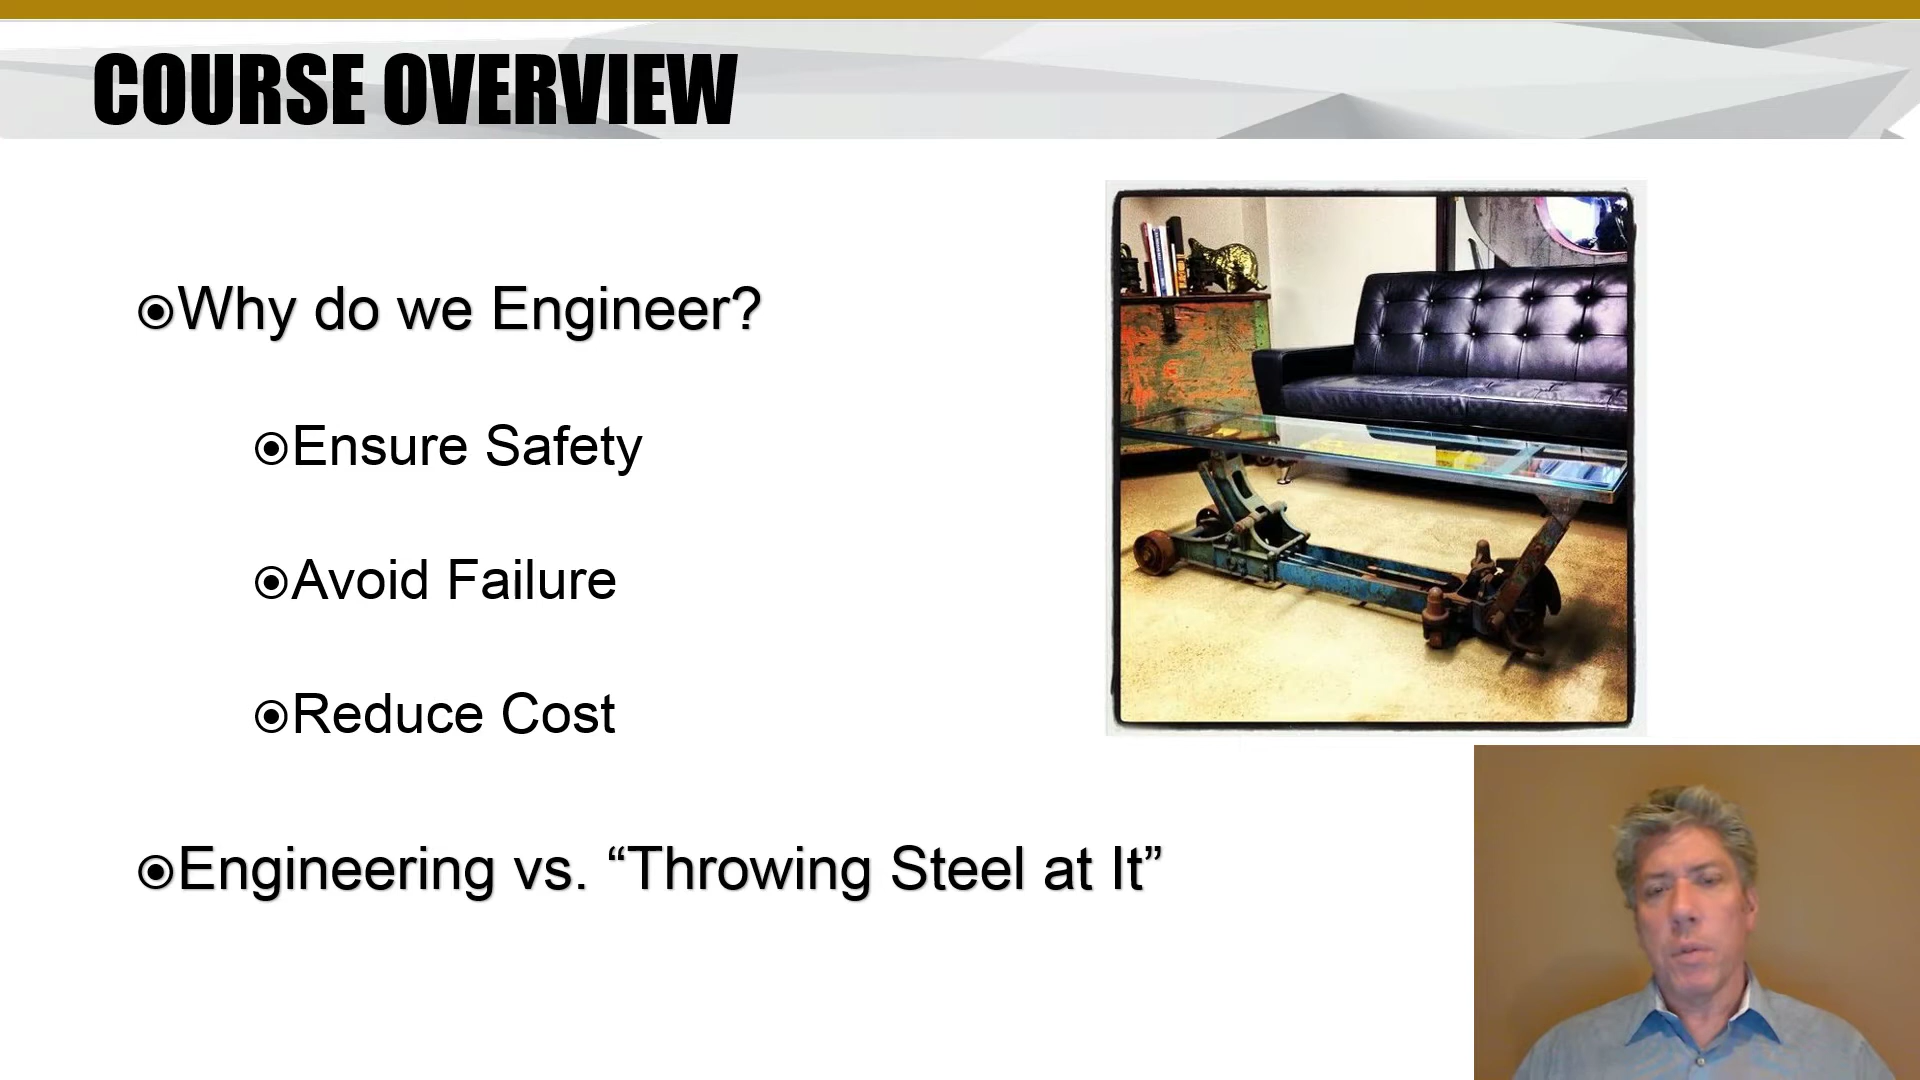 COURSE OVERVIEW
Why do we Engineer?
Ensure Safety
Avoid Failure
Reduce Cost
Engineering vs. “Throwing Steel at It”